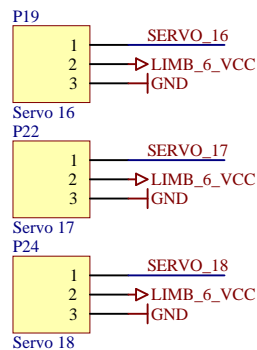 P19
1 SERVO_16
2 LIMB_6_VCC
3 GND
Servo 16
P22
1 SERVO_17
2 LIMB_6_VCC
3 GND
Servo 17
P24
1 SERVO_18
2 LIMB_6_VCC
3 GND
Servo 18